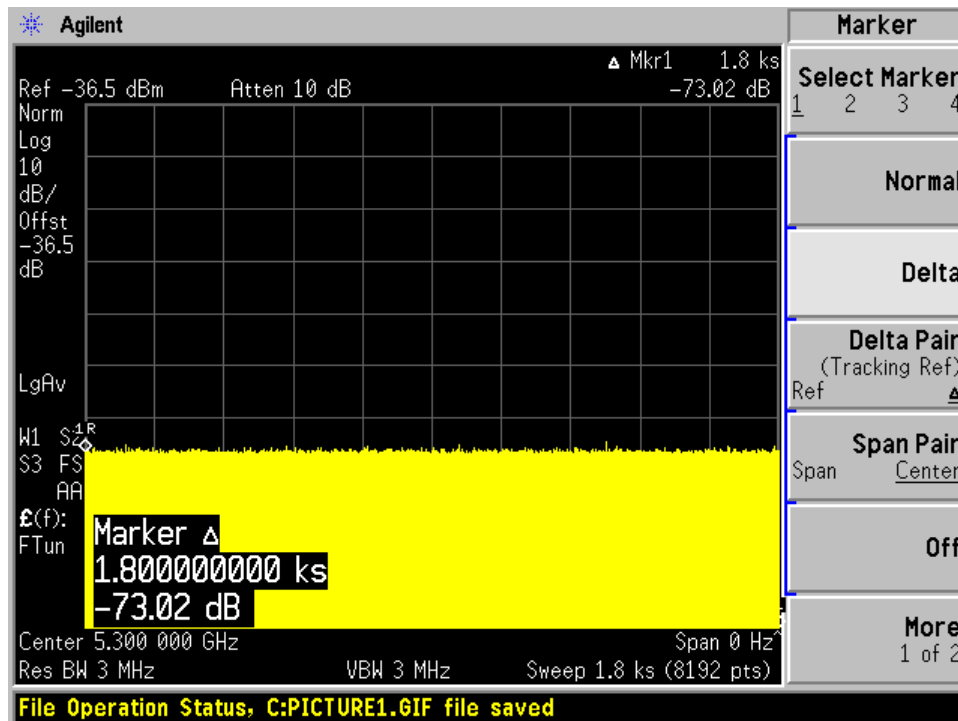 Agilent
Marker
Δ Mkr1 1.8 ks
Ref -36.5 dBm Atten 10 dB -73.02 dB
Norm
Log
10
dB/
Offst
-36.5
dB
LgAv
W1 S2
S3 FS
AA
£(f):
FTun
1R
Marker Δ
1.800000000 ks
-73.02 dB
Center 5.300 000 GHz Span 0 Hz^
Res BW 3 MHz VBW 3 MHz Sweep 1.8 ks (8192 pts)
Select Marker
1 2 3 4
Normal
Delta
Delta Pair
(Tracking Ref)
Ref Δ
Span Pair
Span Center
Off
More
1 of 2
File Operation Status, C:PICTURE1.GIF file saved